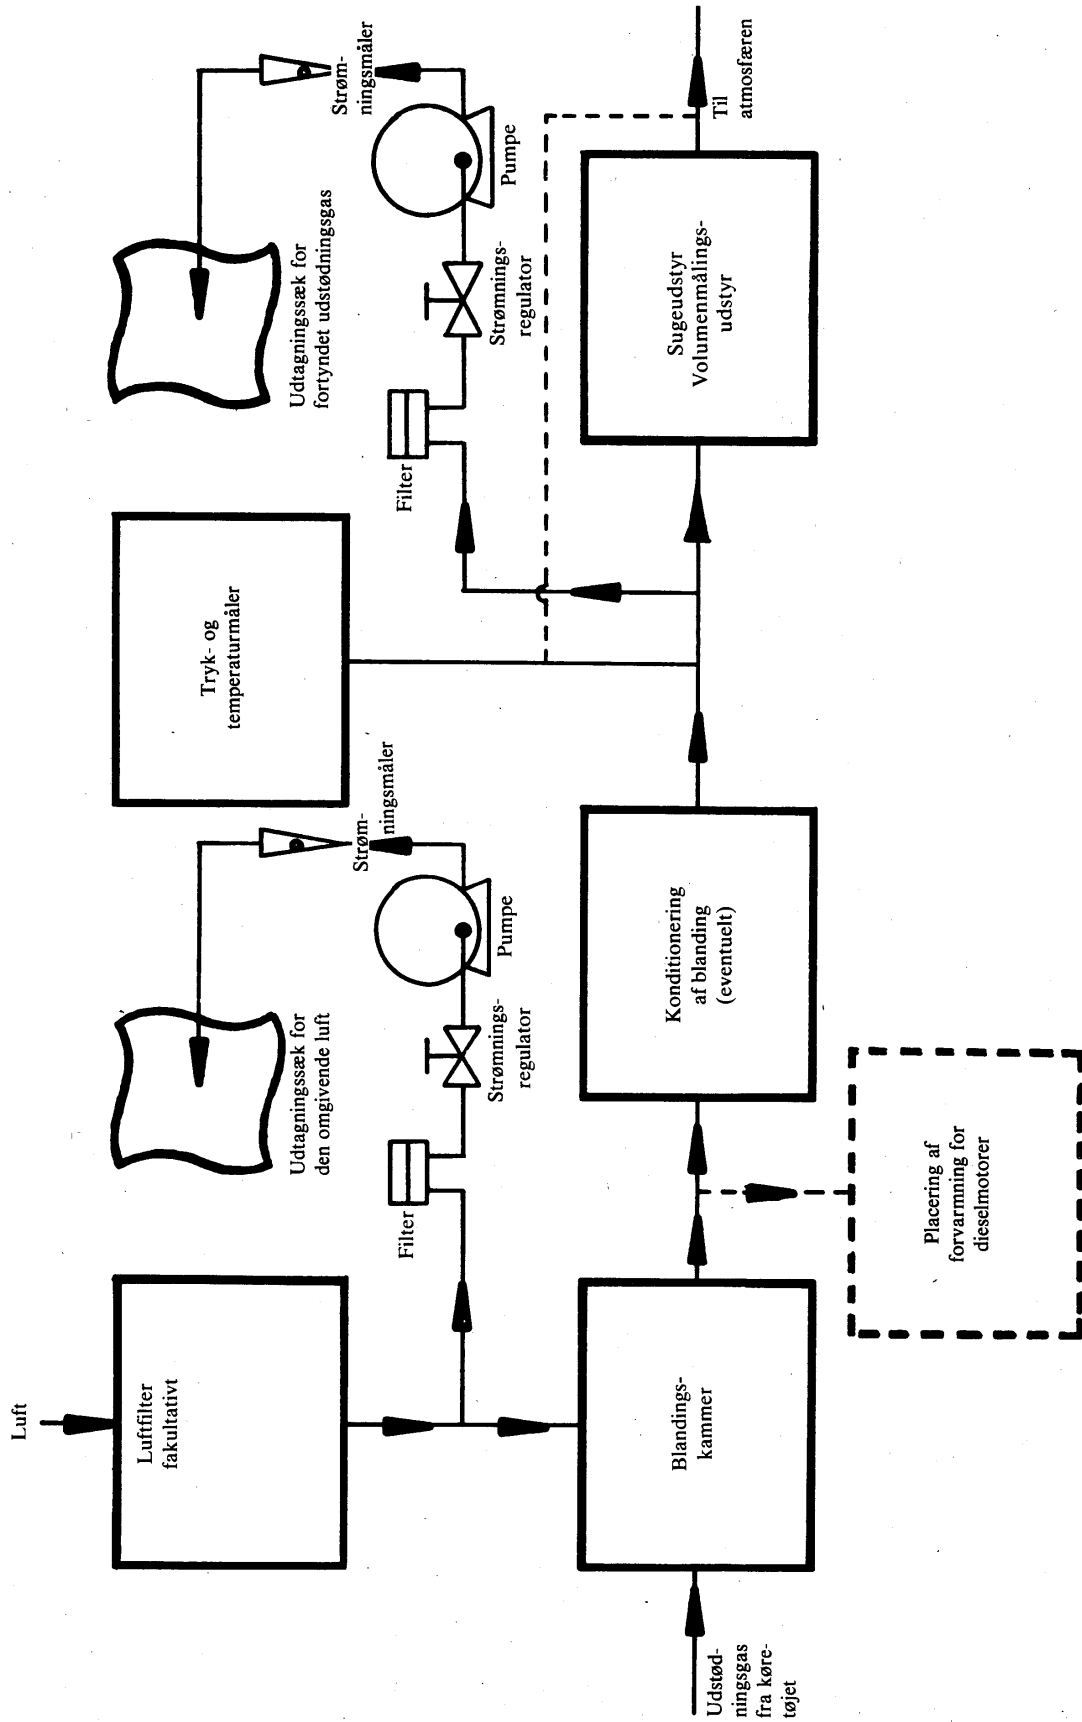 Luft
Luftfilter
fakultativt
Filter
Udtagningssæk for
den omgivende luft
Strømnings-
regulator
Pumpe
Strøm-
ningsmåler
Tryk- og
temperaturmåler
Filter
Udtagningssæk for
fortyndet udstødningsgas
Strømnings-
regulator
Pumpe
Strøm-
ningsmåler
Udstød-
ningsgas
fra køre-
tøjet
Blandings-
kammer
Konditionering
af blanding
(eventuelt)
Sugeudstyr
Volumenmålings-
udstyr
Til
atmosfæren
Placering af
forvarmning for
dieselmotorer